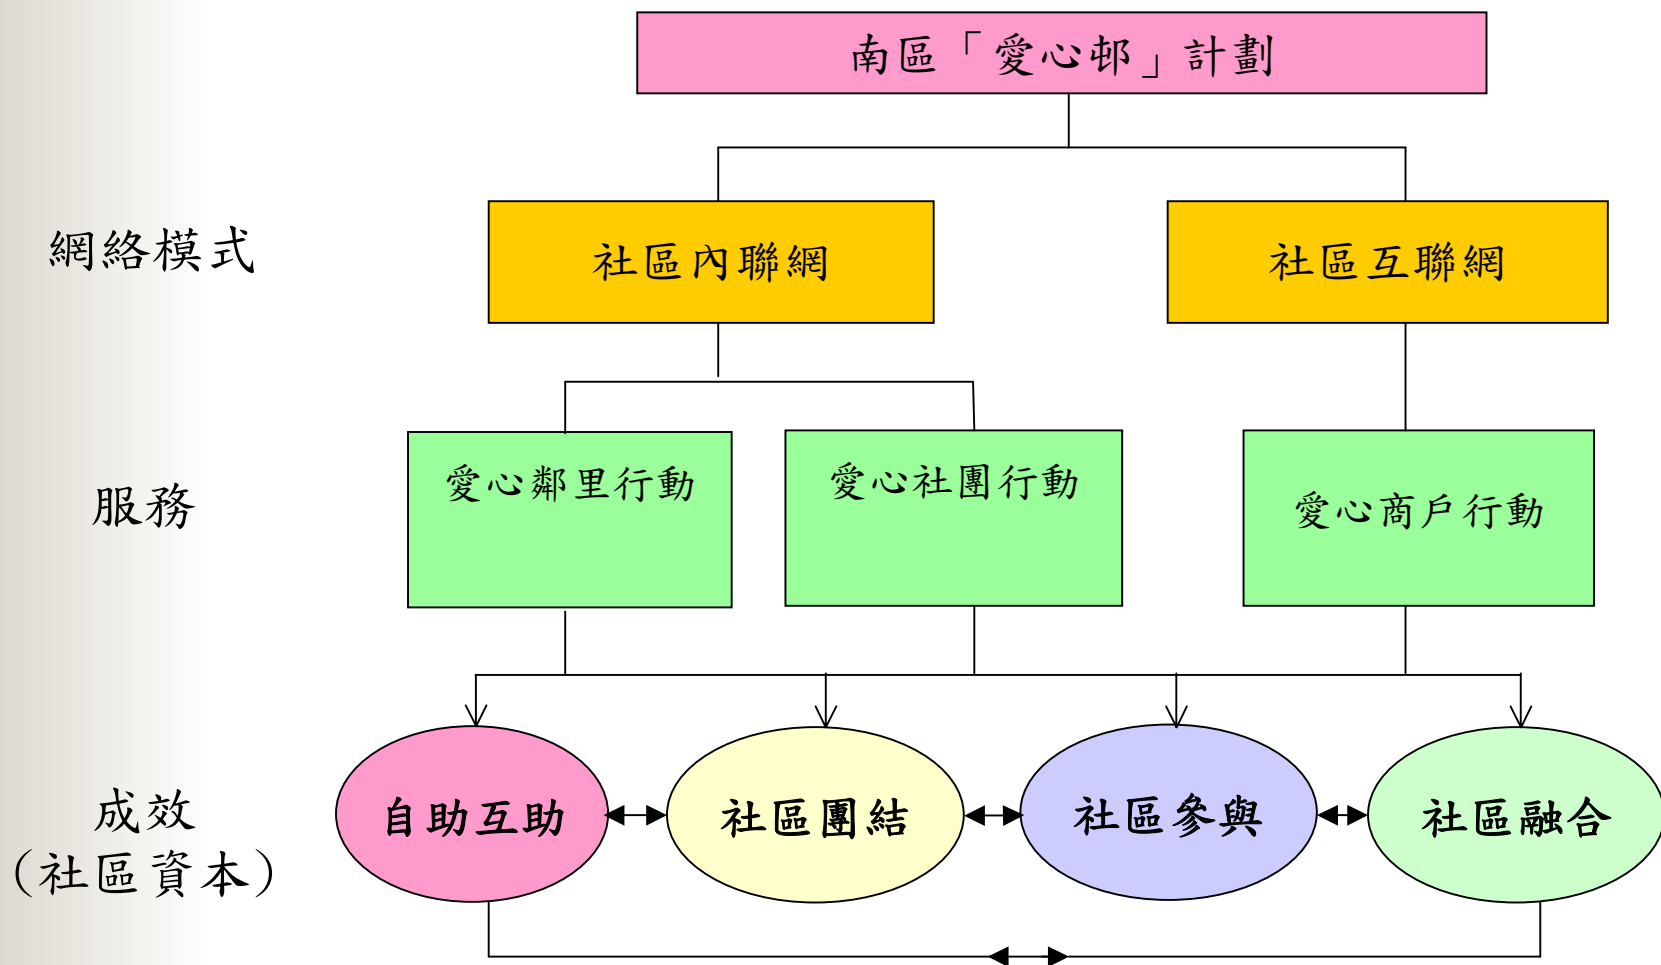 南區「愛心邨」計劃
網絡模式
社區內聯網
社區互聯網
服務
愛心鄰里行動
愛心社團行動
愛心商戶行動
成效
(社區資本)
自助互助
社區團結
社區參與
社區融合